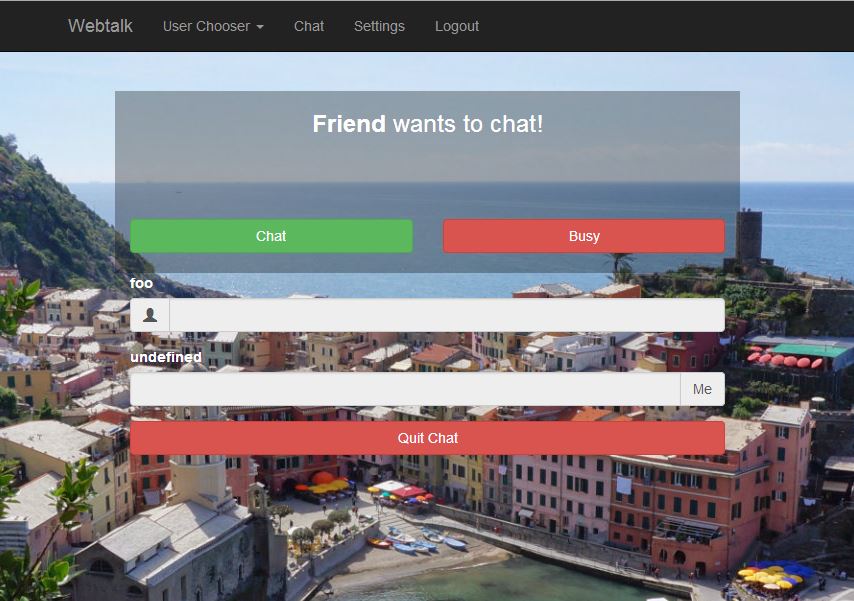 Webtalk User Chooser Chat Settings Logout
Friend wants to chat!
Chat Busy
foo
undefined
Me
Quit Chat